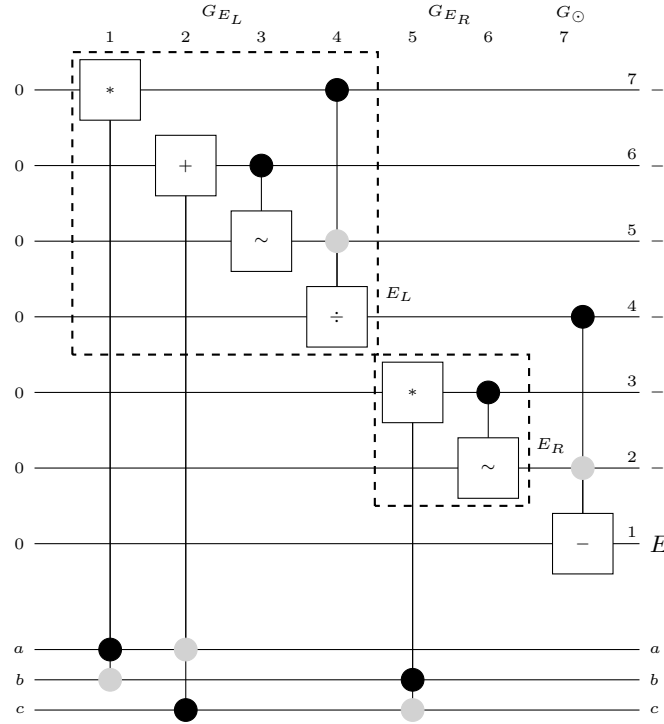 G_{E_L} G_{E_R} G_⊙
1 2 3 4 5 6 7
0 * 7 –
0 + 6 –
0 ~ 5 –
E_L
0 ÷ 4 –
0 * 3 –
E_R
0 ~ 2 –
0 − 1 E
a a
b b
c c